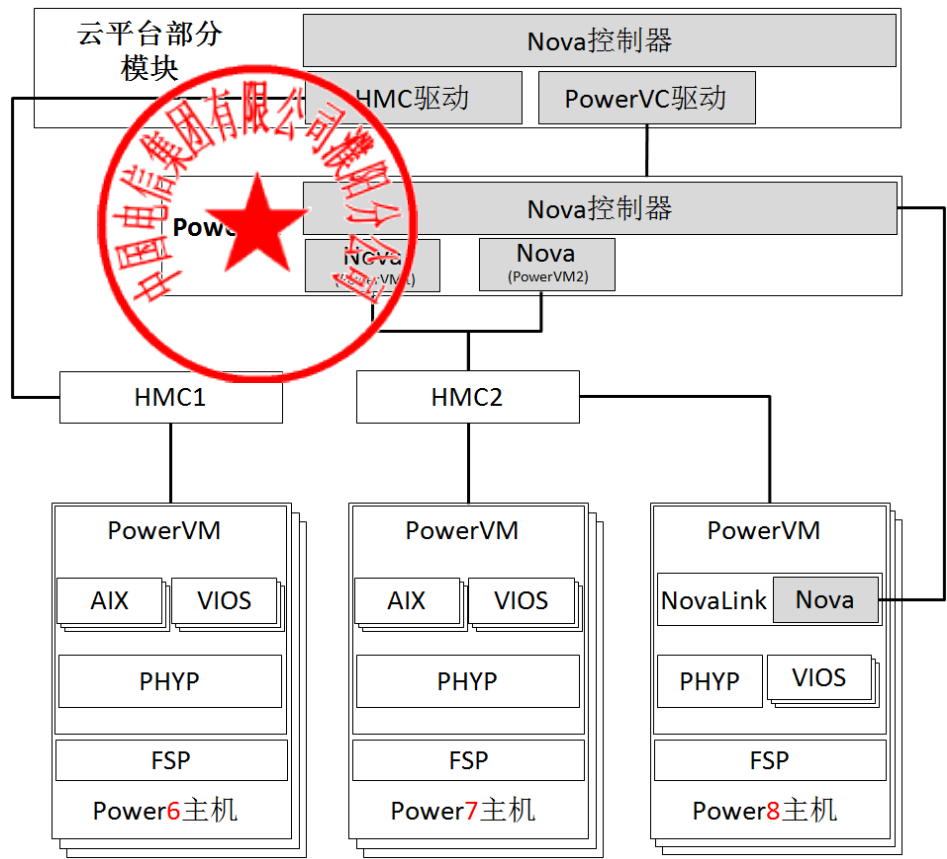 云平台部分
模块
Nova控制器
HMC驱动
PowerVC驱动
中国电信集团有限公司濮阳分公司
Nova控制器
Nova
Nova
(PowerVM2)
HMC1
HMC2
PowerVM
PowerVM
PowerVM
AIX
VIOS
AIX
VIOS
NovaLink
Nova
PHYP
PHYP
PHYP
VIOS
FSP
FSP
FSP
Power6主机
Power7主机
Power8主机